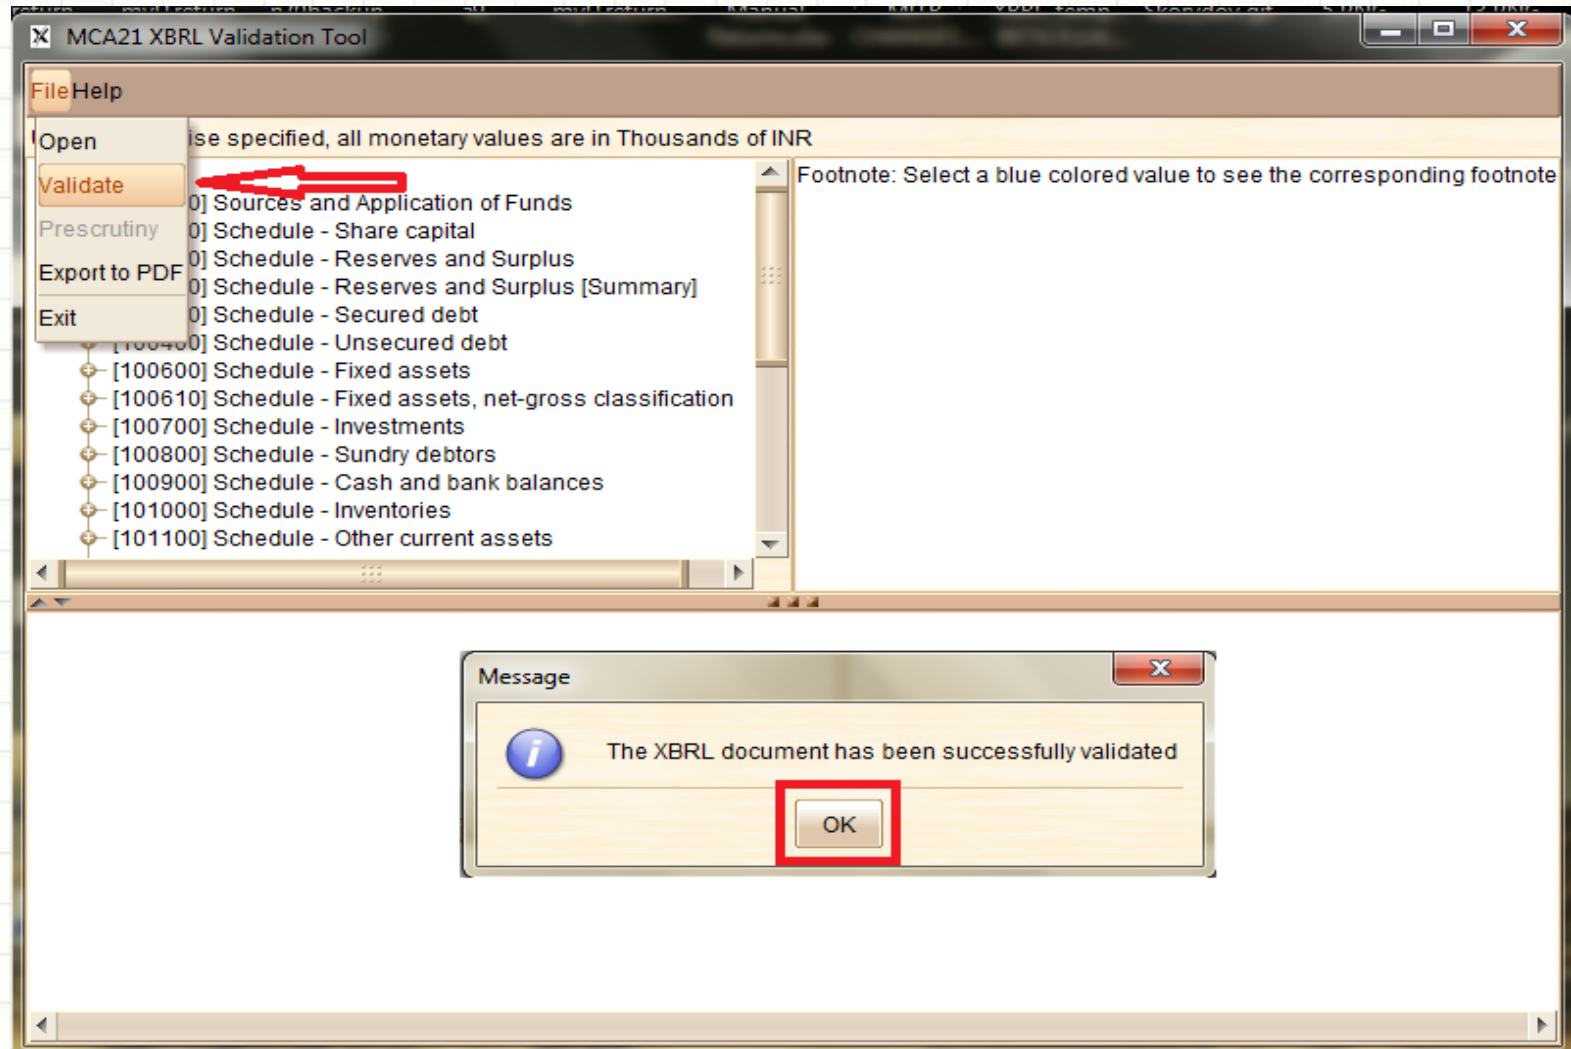 MCA21 XBRL Validation Tool
File Help
ise specified, all monetary values are in Thousands of INR
Open
Validate
Prescrutiny
Export to PDF
Exit
0] Sources and Application of Funds
0] Schedule - Share capital
0] Schedule - Reserves and Surplus
0] Schedule - Reserves and Surplus [Summary]
0] Schedule - Secured debt
[100400] Schedule - Unsecured debt
[100600] Schedule - Fixed assets
[100610] Schedule - Fixed assets, net-gross classification
[100700] Schedule - Investments
[100800] Schedule - Sundry debtors
[100900] Schedule - Cash and bank balances
[101000] Schedule - Inventories
[101100] Schedule - Other current assets
Footnote: Select a blue colored value to see the corresponding footnote
Message
The XBRL document has been successfully validated
OK